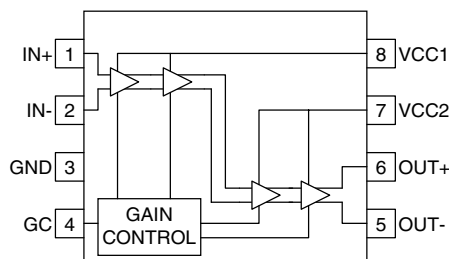 IN+ 1
8 VCC1
IN- 2
7 VCC2
GND 3
6 OUT+
GC 4
GAIN
CONTROL
5 OUT-